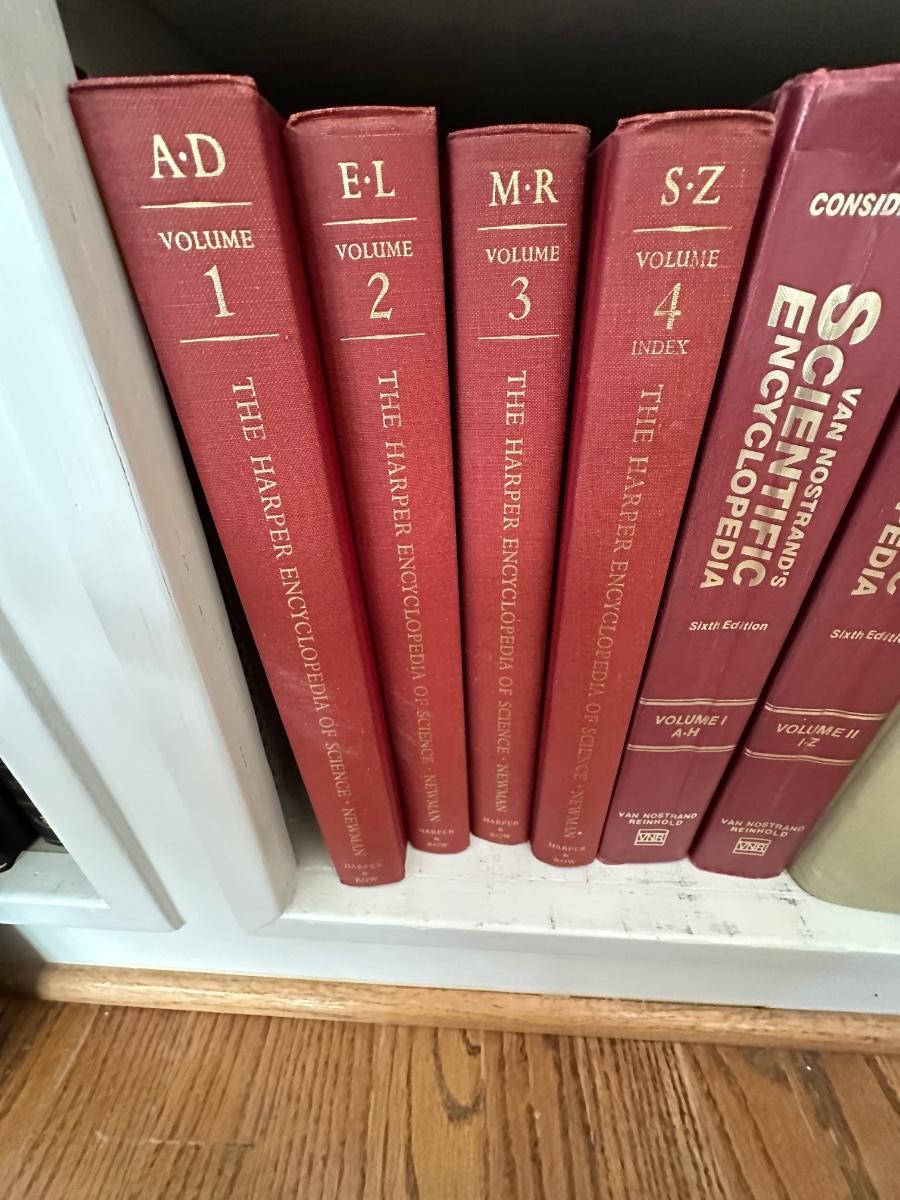 A·D
VOLUME
1
THE HARPER ENCYCLOPEDIA OF SCIENCE · NEWMAN
HARPER
&
ROW
E·L
VOLUME
2
THE HARPER ENCYCLOPEDIA OF SCIENCE · NEWMAN
HARPER
&
ROW
M·R
VOLUME
3
THE HARPER ENCYCLOPEDIA OF SCIENCE · NEWMAN
HARPER
&
ROW
S·Z
VOLUME
4
INDEX
THE HARPER ENCYCLOPEDIA OF SCIENCE · NEWMAN
HARPER
&
ROW
CONSID
VAN NOSTRAND'S
SCIENTIFIC
ENCYCLOPEDIA
Sixth Edition
VOLUME I
A-H
VAN NOSTRAND
REINHOLD
VNR
Sixth Editi
VOLUME II
I-Z
VAN NOSTRAND
REINHOLD
VNR